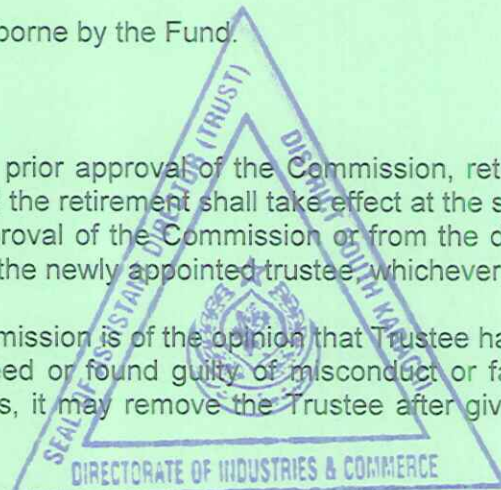 borne by the Fund.
prior approval of the Commission, ret
the retirement shall take effect at the s
roval of the Commission or from the d
the newly appointed trustee, whichever
mission is of the opinion that Trustee ha
eed or found guilty of misconduct or fa
s, it may remove the Trustee after giv
SEAL OF ASSISTANT DIRECTOR (TRUST)
DISTRICT SOUTH KARACHI
DIRECTORATE OF INDUSTRIES & COMMERCE